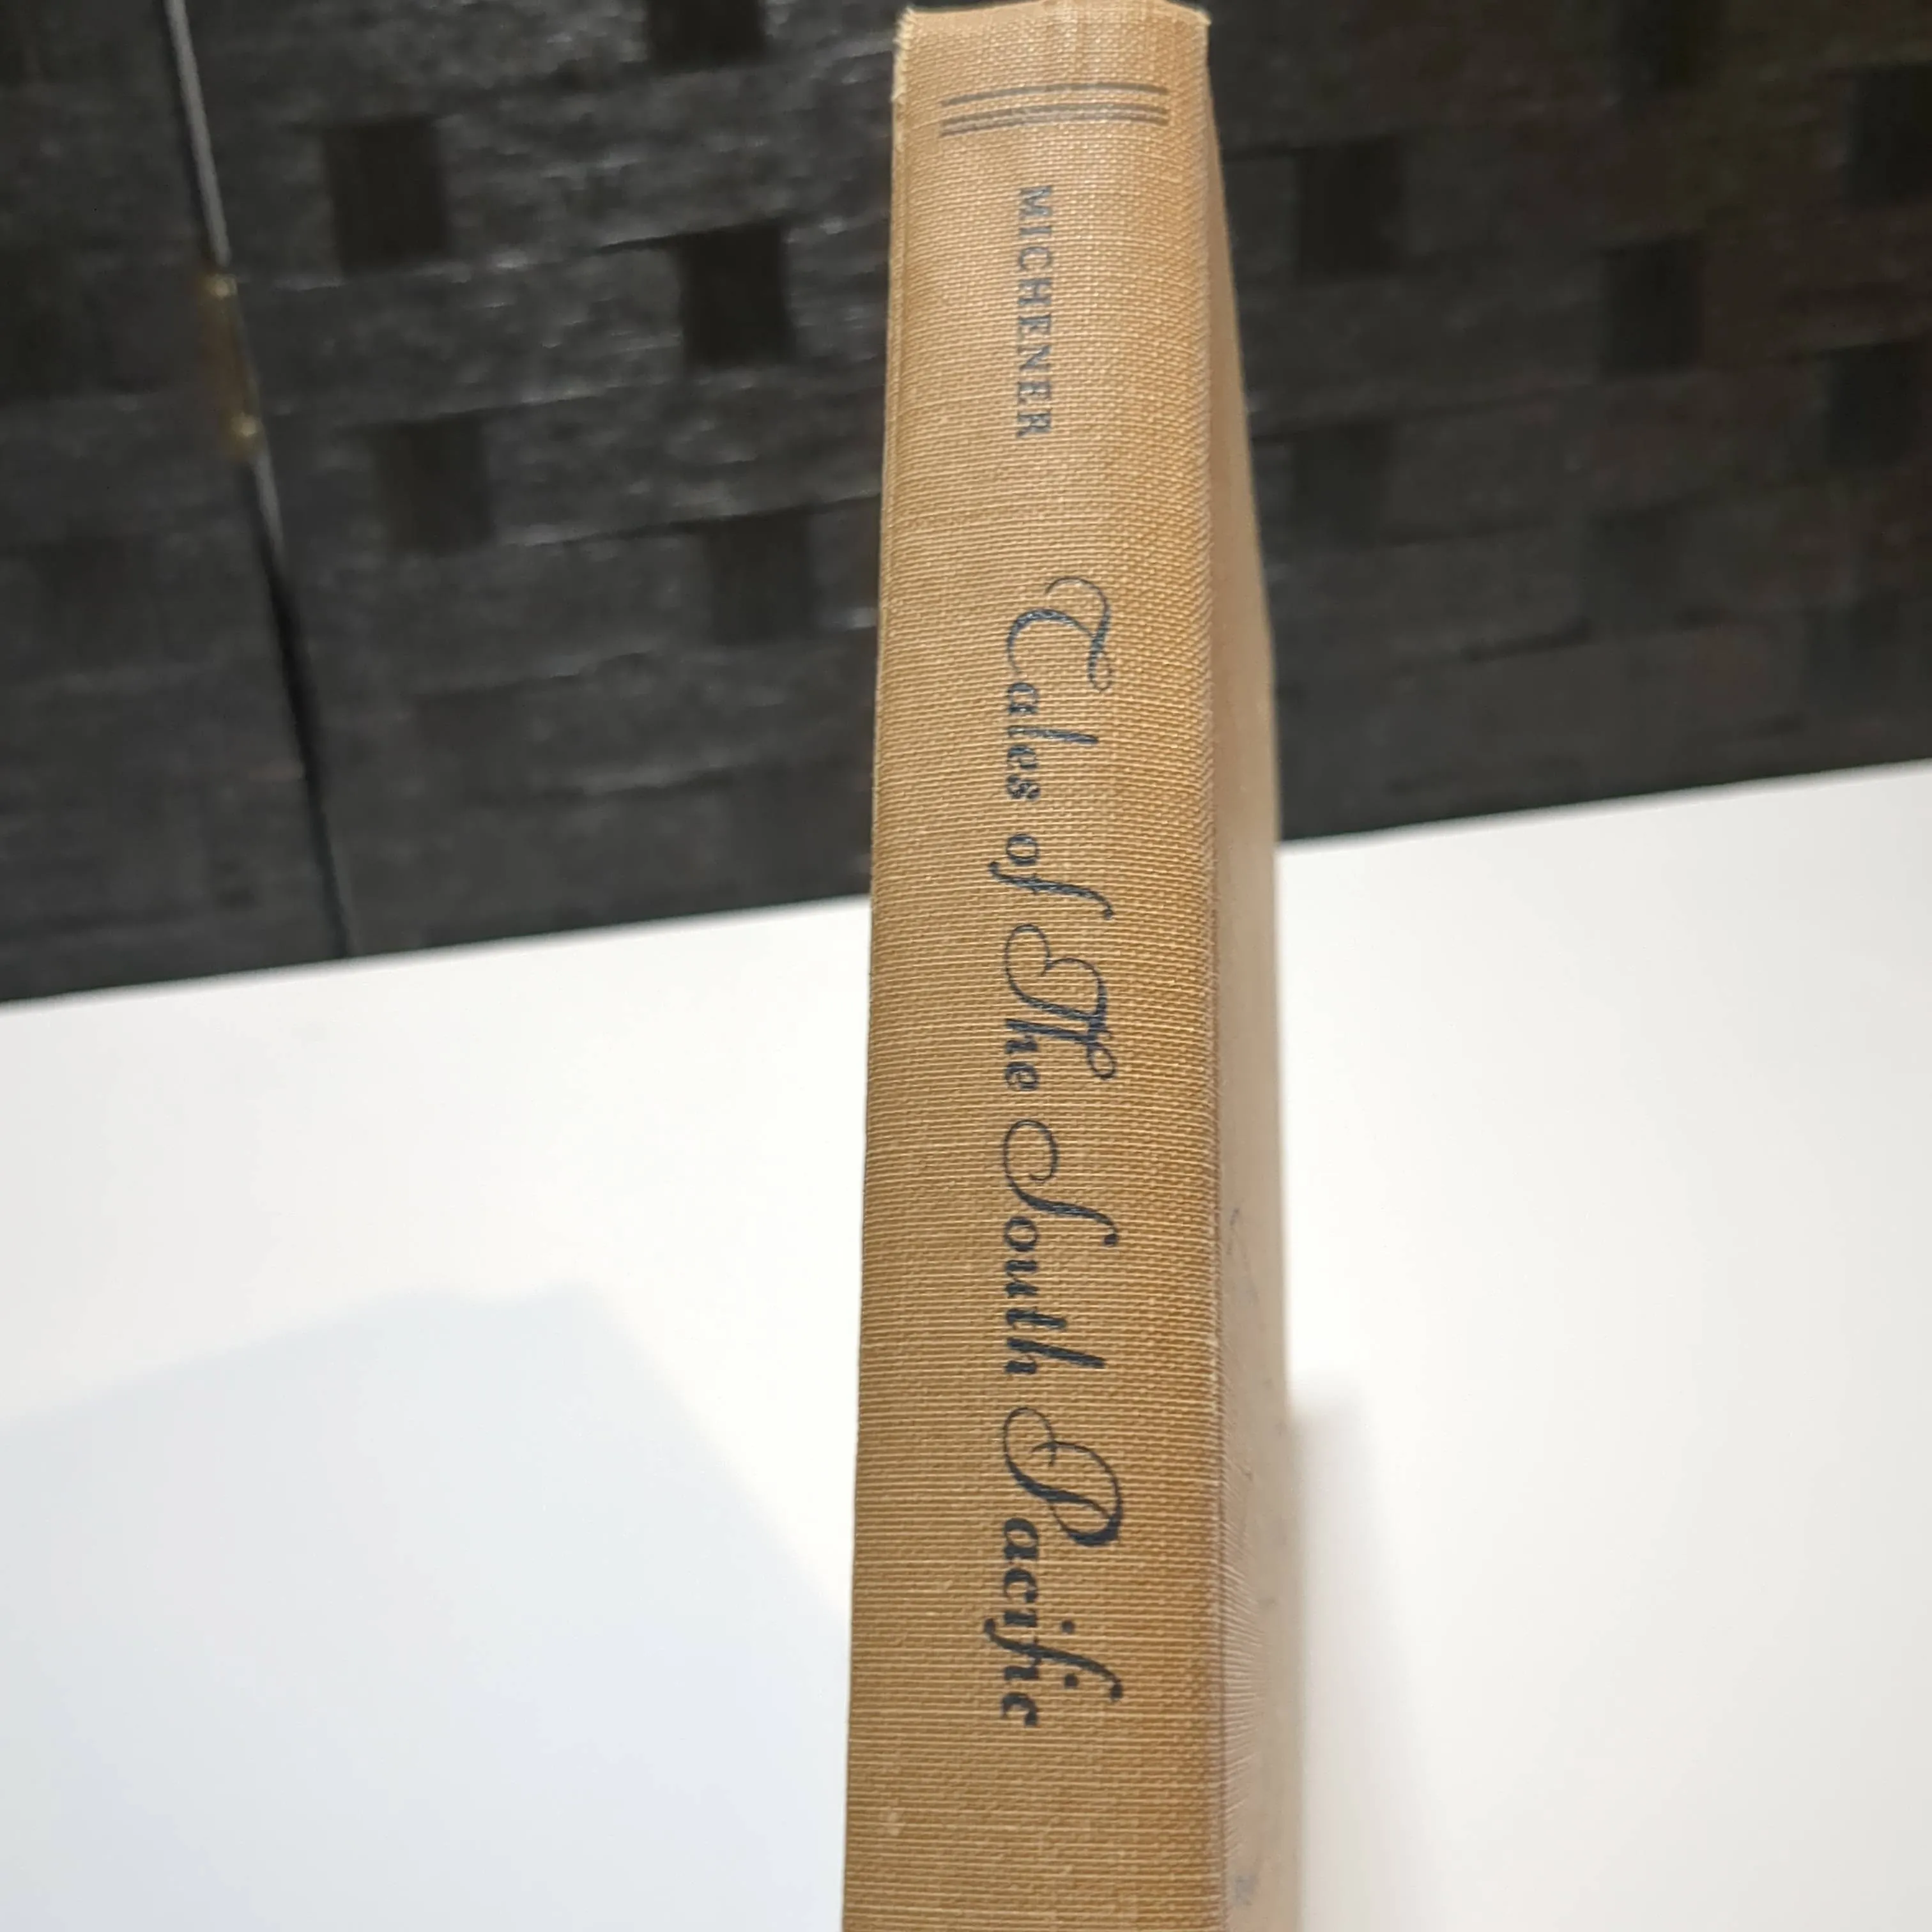 MICHENER
Tales of The South Pacific